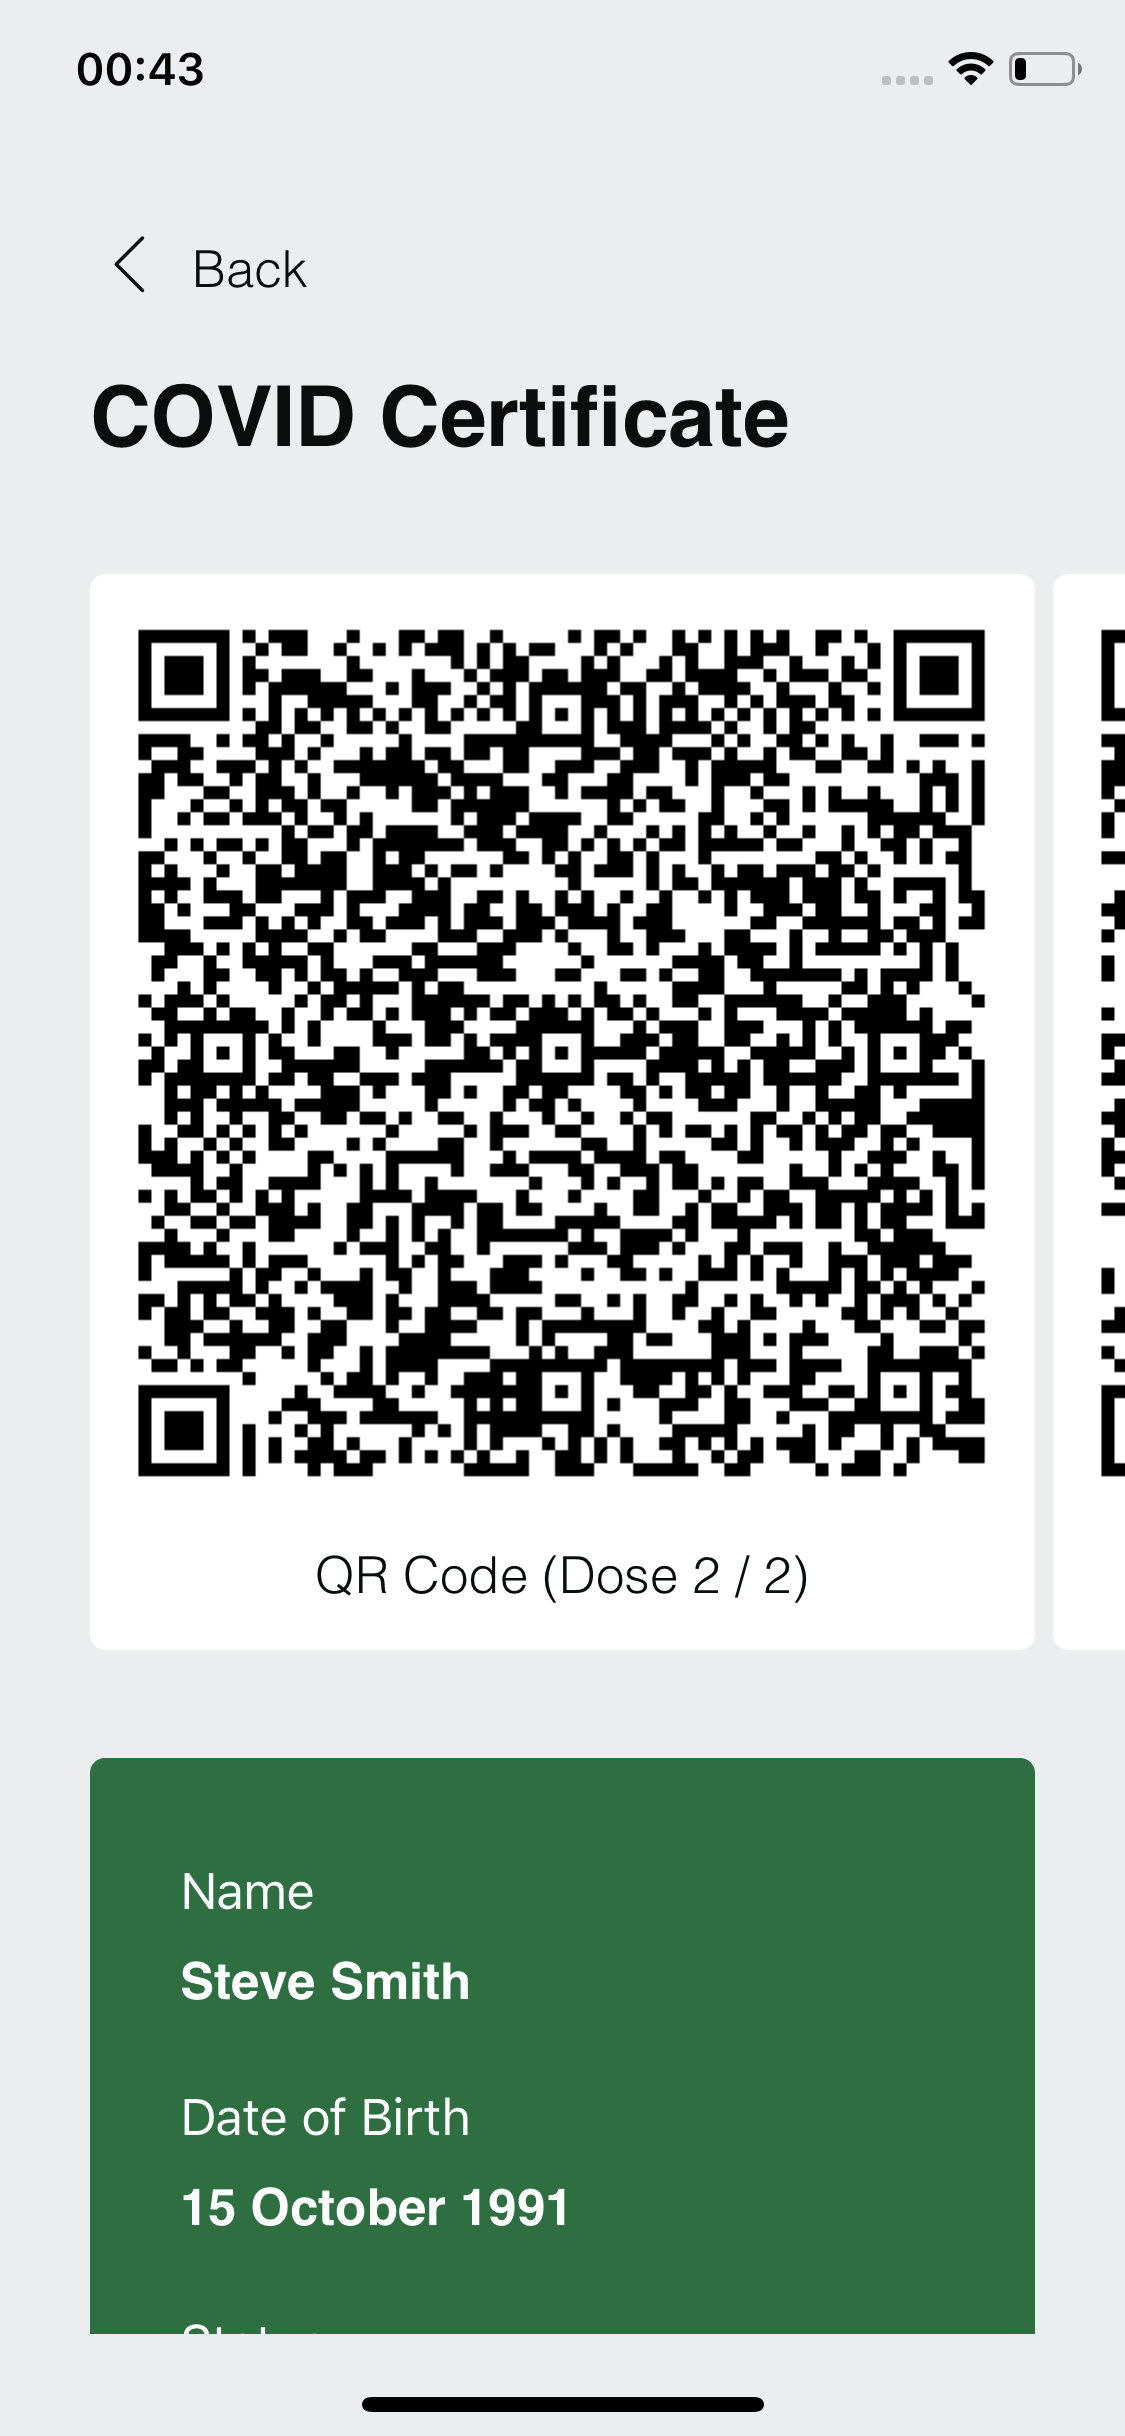 00:43
Back
COVID Certificate
QR Code (Dose 2 / 2)
Name
Steve Smith
Date of Birth
15 October 1991